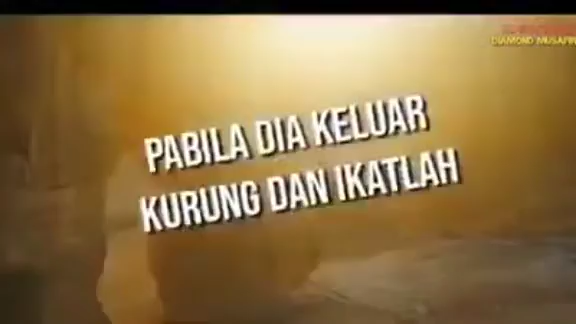 DIAMOND MUSAFIR
PABILA DIA KELUAR
KURUNG DAN IKATLAH